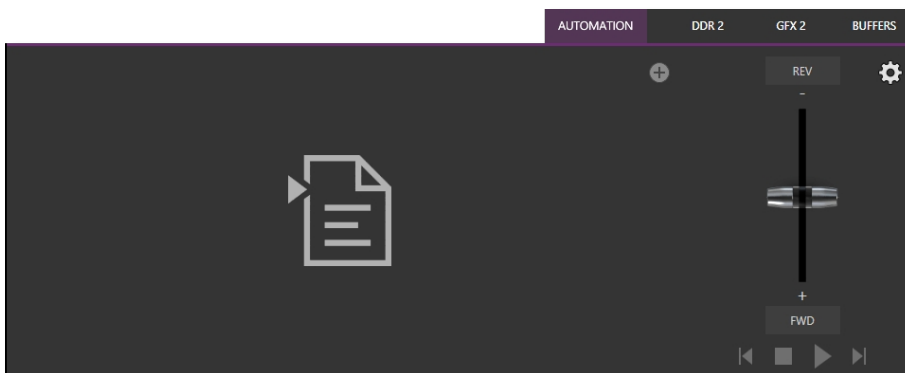 AUTOMATION DDR 2 GFX 2 BUFFERS
REV
-
+
FWD